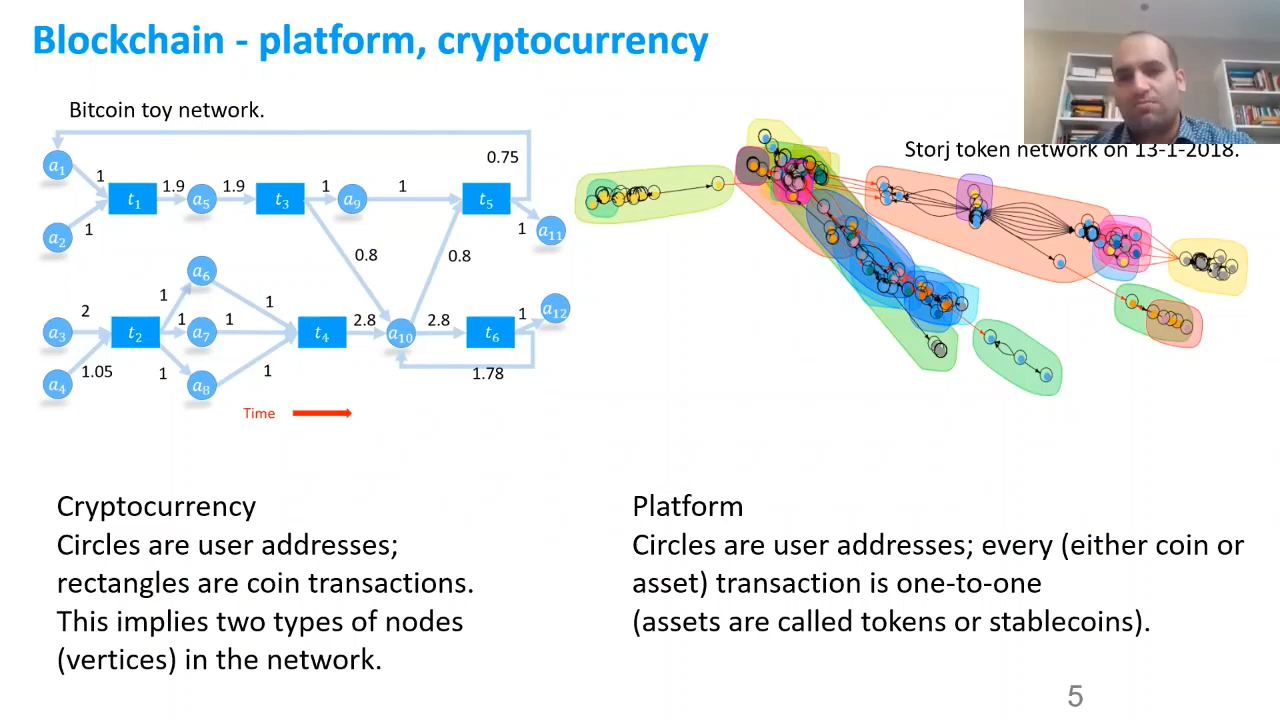 Blockchain - platform, cryptocurrency
Bitcoin toy network.
Storj token network on 13-1-2018.
0.75
a1
1
1.9
1.9
1
1
t1
a5
t3
a9
t5
a2
1
1
a11
a6
0.8
0.8
1
1
a12
2
1
1
2.8
2.8
1
a3
t2
a7
t4
a10
t6
1.05
1
1
1.78
a4
a8
Time
Cryptocurrency
Circles are user addresses;
rectangles are coin transactions.
This implies two types of nodes
(vertices) in the network.
Platform
Circles are user addresses; every (either coin or
asset) transaction is one-to-one
(assets are called tokens or stablecoins).
5